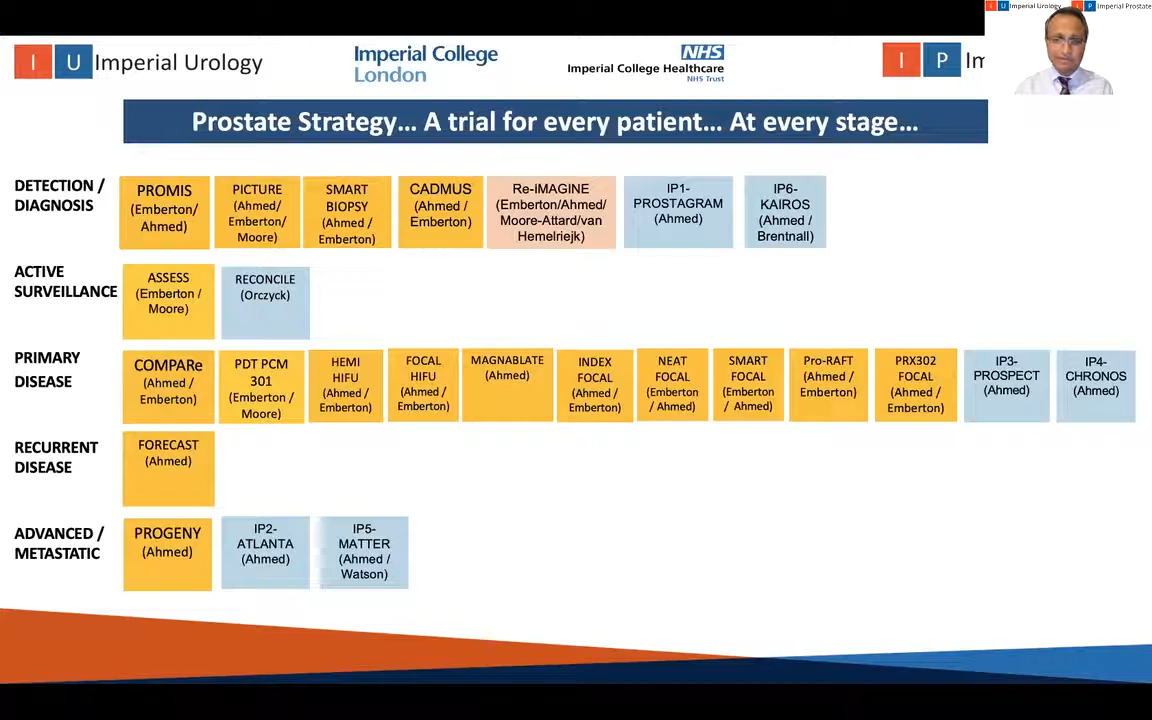 I U Imperial Urology
I P Imperial Prostate
I U Imperial Urology
Imperial College
London
NHS
Imperial College Healthcare
NHS Trust
I P Im
Prostate Strategy... A trial for every patient... At every stage...
DETECTION /
DIAGNOSIS
PROMIS
(Emberton/
Ahmed)
PICTURE
(Ahmed/
Emberton/
Moore)
SMART
BIOPSY
(Ahmed /
Emberton)
CADMUS
(Ahmed /
Emberton)
Re-IMAGINE
(Emberton/Ahmed/
Moore-Attard/van
Hemelriejk)
IP1-
PROSTAGRAM
(Ahmed)
IP6-
KAIROS
(Ahmed /
Brentnall)
ACTIVE
SURVEILLANCE
ASSESS
(Emberton /
Moore)
RECONCILE
(Orczyck)
PRIMARY
DISEASE
COMPARe
(Ahmed /
Emberton)
PDT PCM
301
(Emberton /
Moore)
HEMI
HIFU
(Ahmed /
Emberton)
FOCAL
HIFU
(Ahmed /
Emberton)
MAGNABLATE
(Ahmed)
INDEX
FOCAL
(Ahmed /
Emberton)
NEAT
FOCAL
(Emberton
/ Ahmed)
SMART
FOCAL
(Emberton
/ Ahmed)
Pro-RAFT
(Ahmed /
Emberton)
PRX302
FOCAL
(Ahmed /
Emberton)
IP3-
PROSPECT
(Ahmed)
IP4-
CHRONOS
(Ahmed)
RECURRENT
DISEASE
FORECAST
(Ahmed)
ADVANCED /
METASTATIC
PROGENY
(Ahmed)
IP2-
ATLANTA
(Ahmed)
IP5-
MATTER
(Ahmed /
Watson)